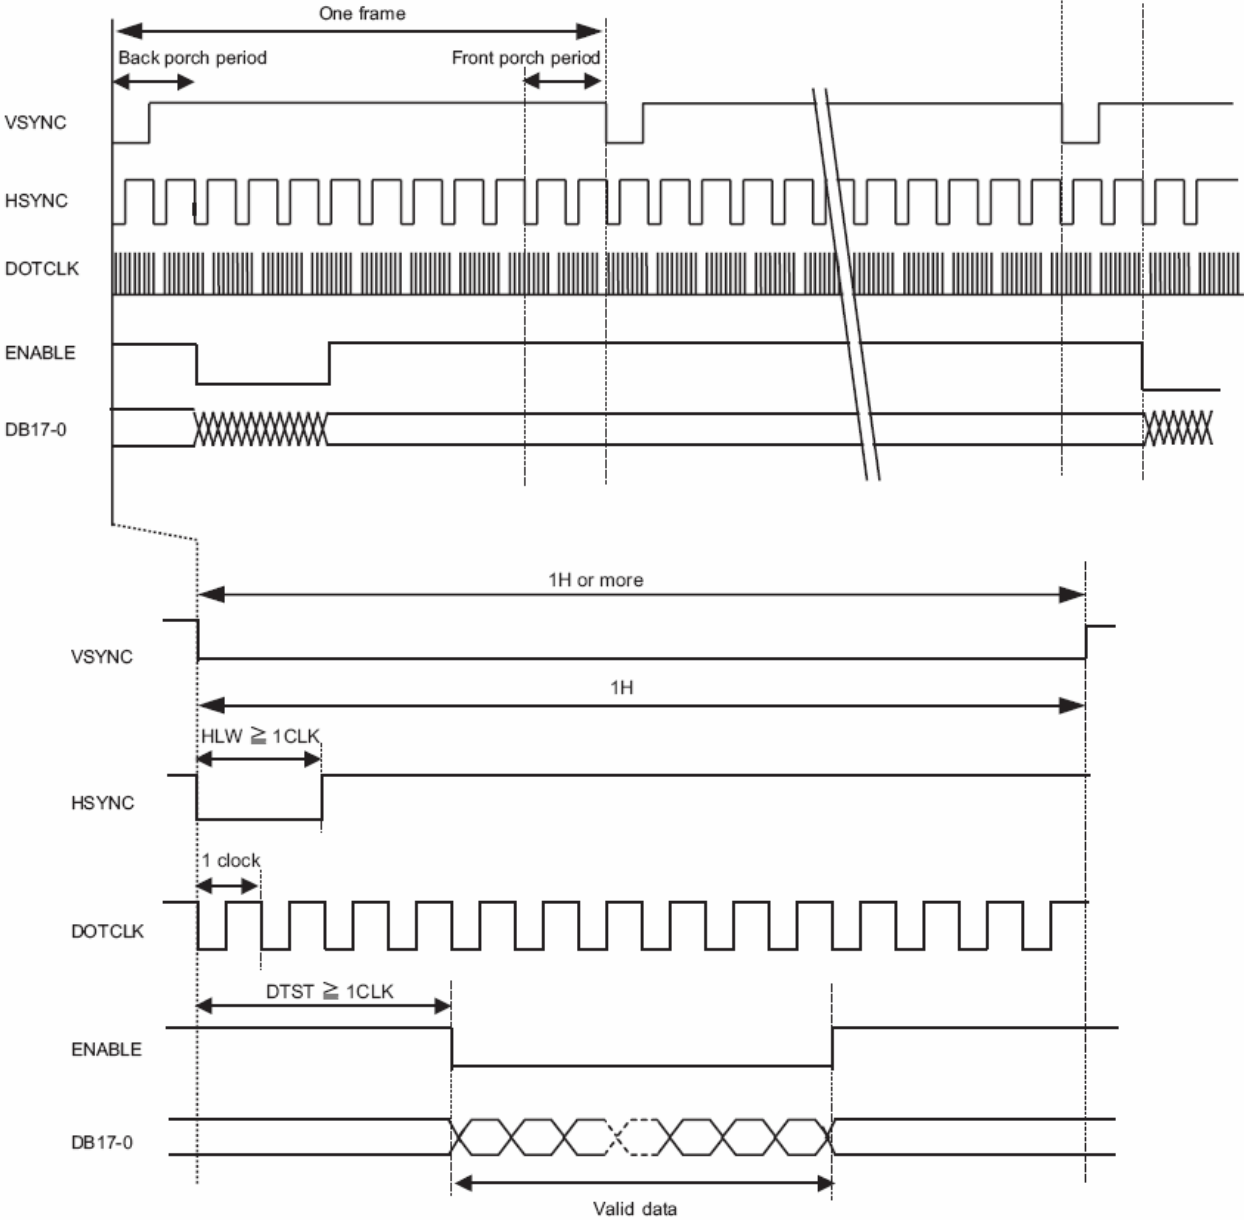 One frame
Back porch period
Front porch period
VSYNC
HSYNC
DOTCLK
ENABLE
DB17-0
1H or more
VSYNC
1H
HLW ≧ 1CLK
HSYNC
1 clock
DOTCLK
DTST ≧ 1CLK
ENABLE
DB17-0
Valid data